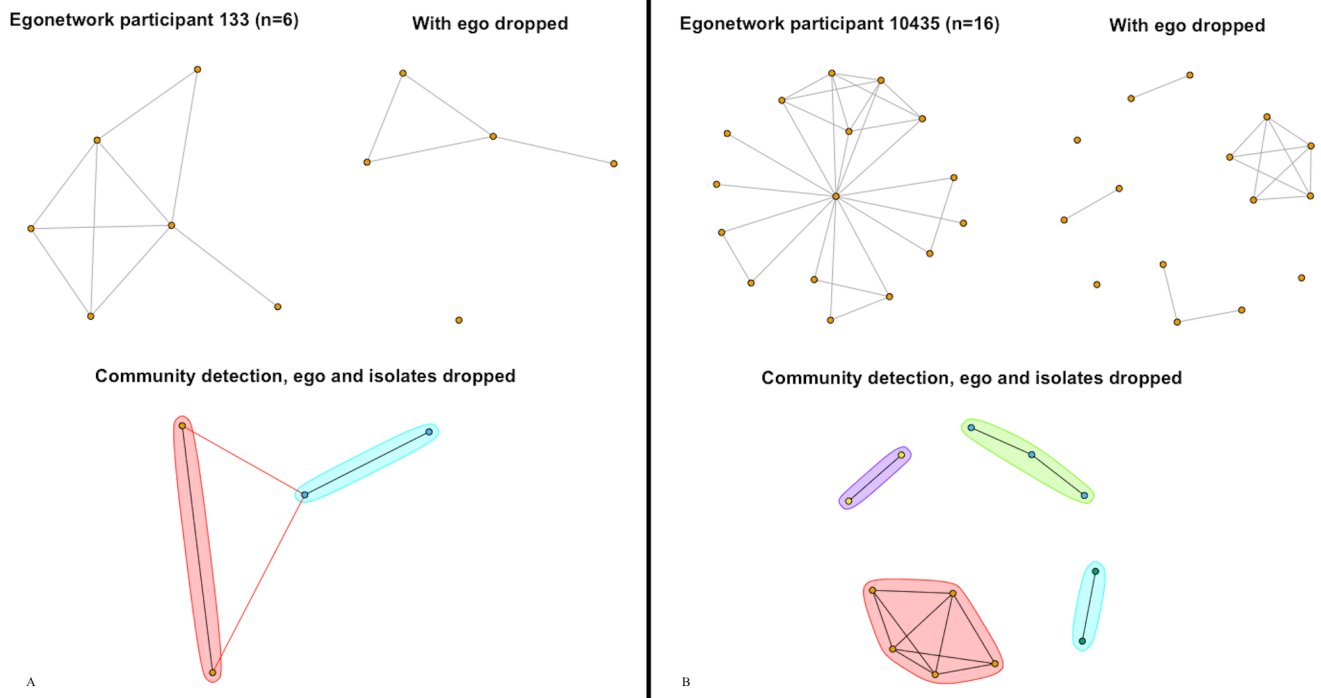 Egonetwork participant 133 (n=6)
With ego dropped
Community detection, ego and isolates dropped
A
Egonetwork participant 10435 (n=16)
With ego dropped
Community detection, ego and isolates dropped
B